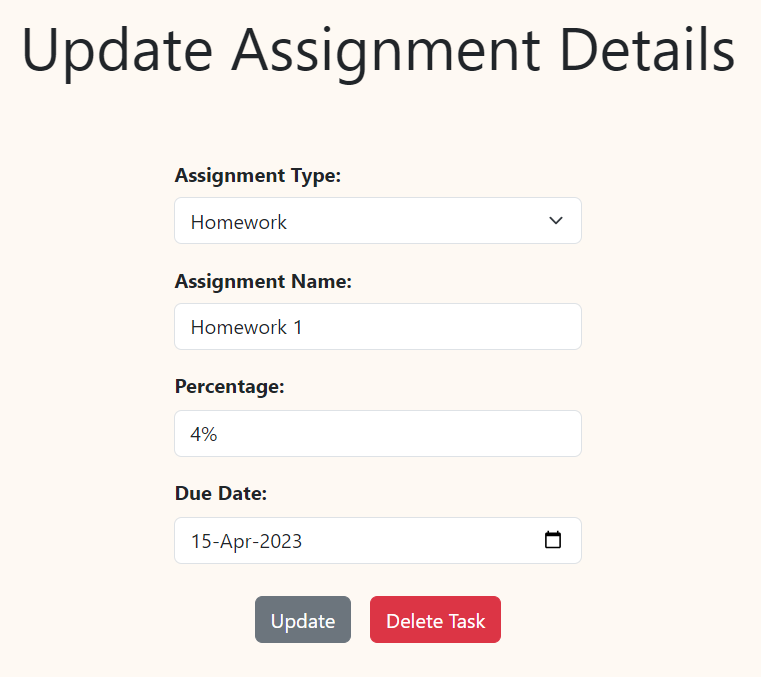 Update Assignment Details
Assignment Type:
Homework
Assignment Name:
Homework 1
Percentage:
4%
Due Date:
15-Apr-2023
Update Delete Task